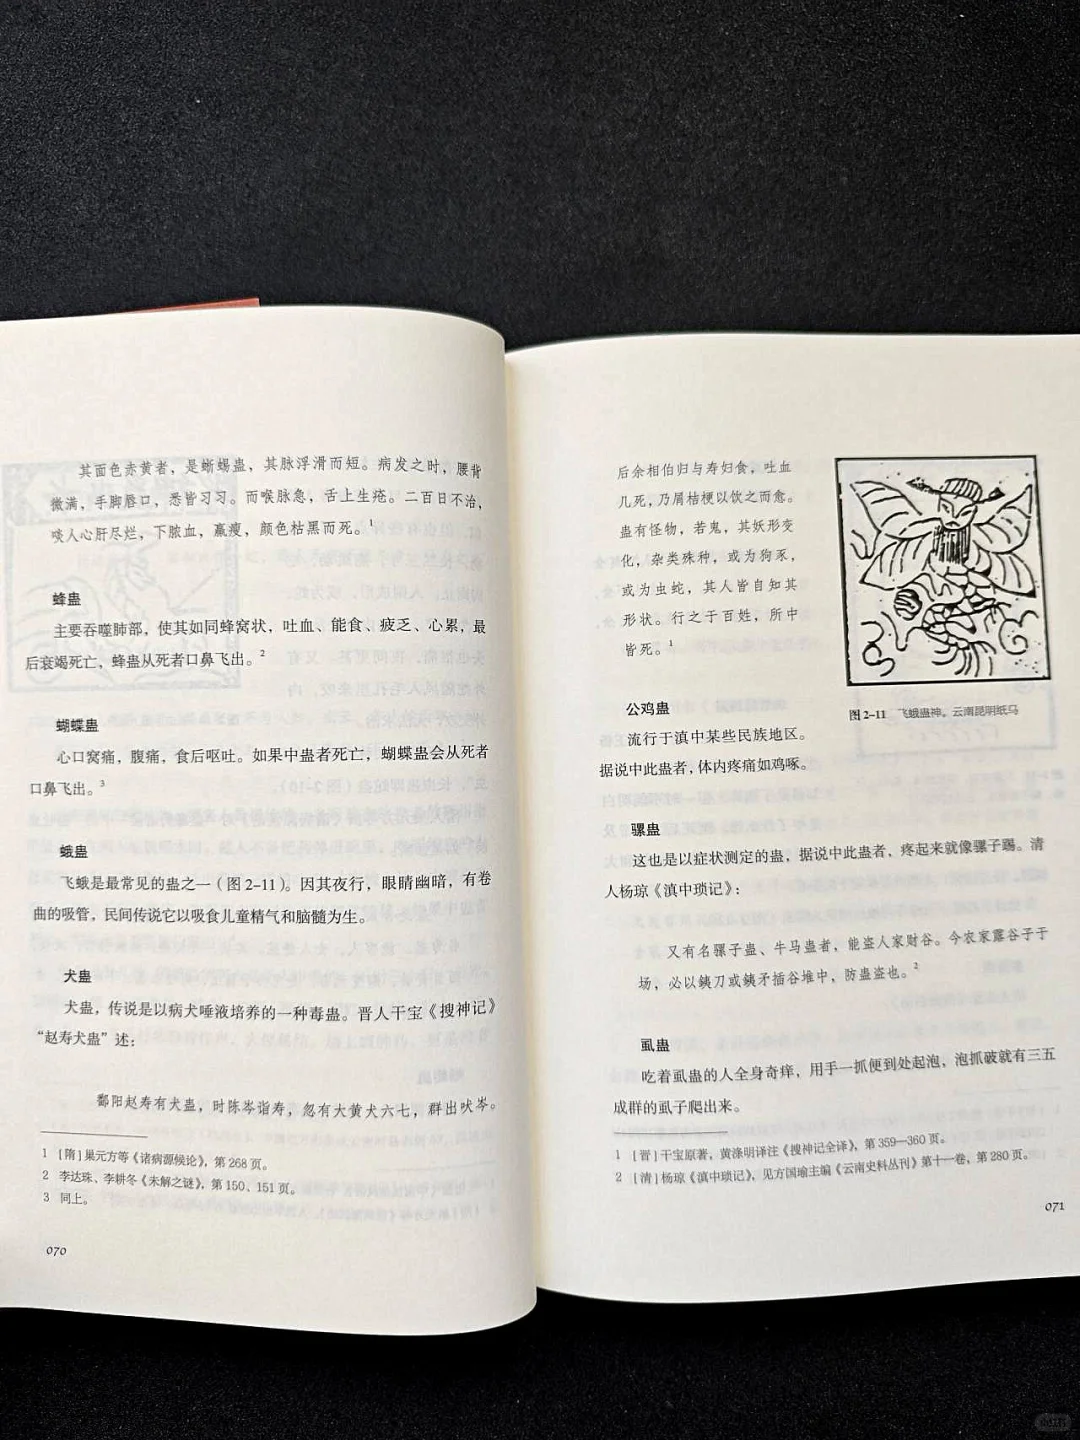 其面色赤黄者，是蜥蜴蛊，其脉浮滑而短。病发之时，腰背
微满，手脚唇口，悉皆习习。而喉脉急，舌上生疮。二百日不治，
啖人心肝尽烂，下脓血，羸瘦，颜色枯黑而死。1
蜂蛊
主要吞噬肺部，使其如同蜂窝状，吐血、能食、疲乏、心累，最
后衰竭死亡，蜂蛊从死者口鼻飞出。2
蝴蝶蛊
心口窝痛，腹痛，食后呕吐。如果中蛊者死亡，蝴蝶蛊会从死者
口鼻飞出。3
蛾蛊
飞蛾是最常见的蛊之一（图2-11）。因其夜行，眼睛幽暗，有卷
曲的吸管，民间传说它以吸食儿童精气和脑髓为生。
犬蛊
犬蛊，传说是以病犬唾液培养的一种毒蛊。晋人干宝《搜神记》
“赵寿犬蛊”述：
鄱阳赵寿有犬蛊，时陈岑诣寿，忽有大黄犬六七，群出吠岑。
1 [隋]巢元方等《诸病源候论》，第268页。
2 李达珠、李耕冬《未解之谜》，第150、151页。
3 同上。
070
后余相伯归与寿妇食，吐血
几死，乃屑桔梗以饮之而愈。
蛊有怪物，若鬼，其妖形变
化，杂类殊种，或为狗豕，
或为虫蛇，其人皆自知其
形状。行之于百姓，所中
皆死。1
图2-11 飞蛾蛊神。云南昆明纸马
公鸡蛊
流行于滇中某些民族地区。
据说中此蛊者，体内疼痛如鸡啄。
骡蛊
这也是以症状测定的蛊，据说中此蛊者，疼起来就像骡子踢。清
人杨琼《滇中琐记》：
又有名骡子蛊、牛马蛊者，能盗人家财谷。今农家露谷子于
场，必以銕刀或銕矛插谷堆中，防蛊盗也。2
虱蛊
吃着虱蛊的人全身奇痒，用手一抓便到处起泡，泡抓破就有三五
成群的虱子爬出来。
1 [晋]干宝原著，黄涤明译注《搜神记全译》，第359—360页。
2 [清]杨琼《滇中琐记》，见方国瑜主编《云南史料丛刊》第十一卷，第280页。
071